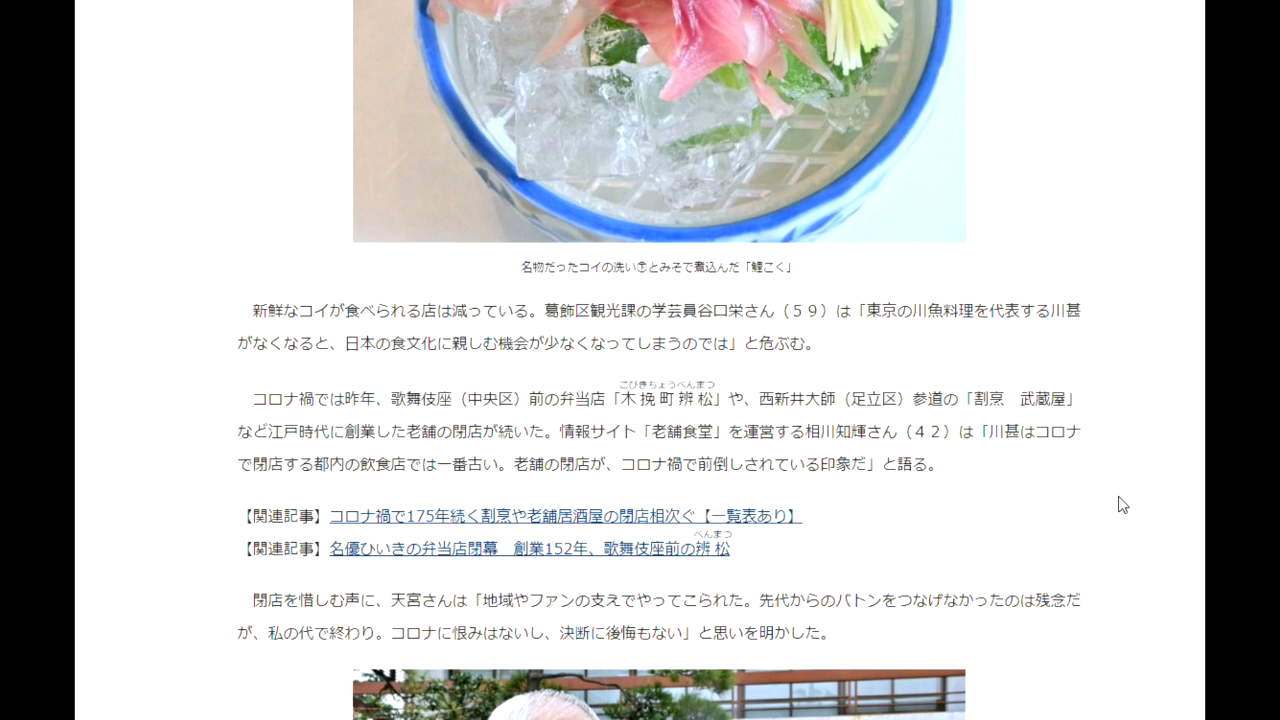 名物だったコイの洗い㊦とみそで煮込んだ「鯉こく」
新鮮なコイが食べられる店は減っている。葛飾区観光課の学芸員谷口栄さん（５９）は「東京の川魚料理を代表する川甚
がなくなると、日本の食文化に親しむ機会が少なくなってしまうのでは」と危ぶむ。
こびきちょうべんまつ
コロナ禍では昨年、歌舞伎座（中央区）前の弁当店「木挽町辨松」や、西新井大師（足立区）参道の「割烹　武蔵屋」
など江戸時代に創業した老舗の閉店が続いた。情報サイト「老舗食堂」を運営する相川知輝さん（４２）は「川甚はコロナ
で閉店する都内の飲食店では一番古い。老舗の閉店が、コロナ禍で前倒しされている印象だ」と語る。
【関連記事】コロナ禍で175年続く割烹や老舗居酒屋の閉店相次ぐ【一覧表あり】
べんまつ
【関連記事】名優ひいきの弁当店閉幕　創業152年、歌舞伎座前の辨松
閉店を惜しむ声に、天宮さんは「地域やファンの支えでやってこられた。先代からのバトンをつなげなかったのは残念だ
が、私の代で終わり。コロナに恨みはないし、決断に後悔もない」と思いを明かした。